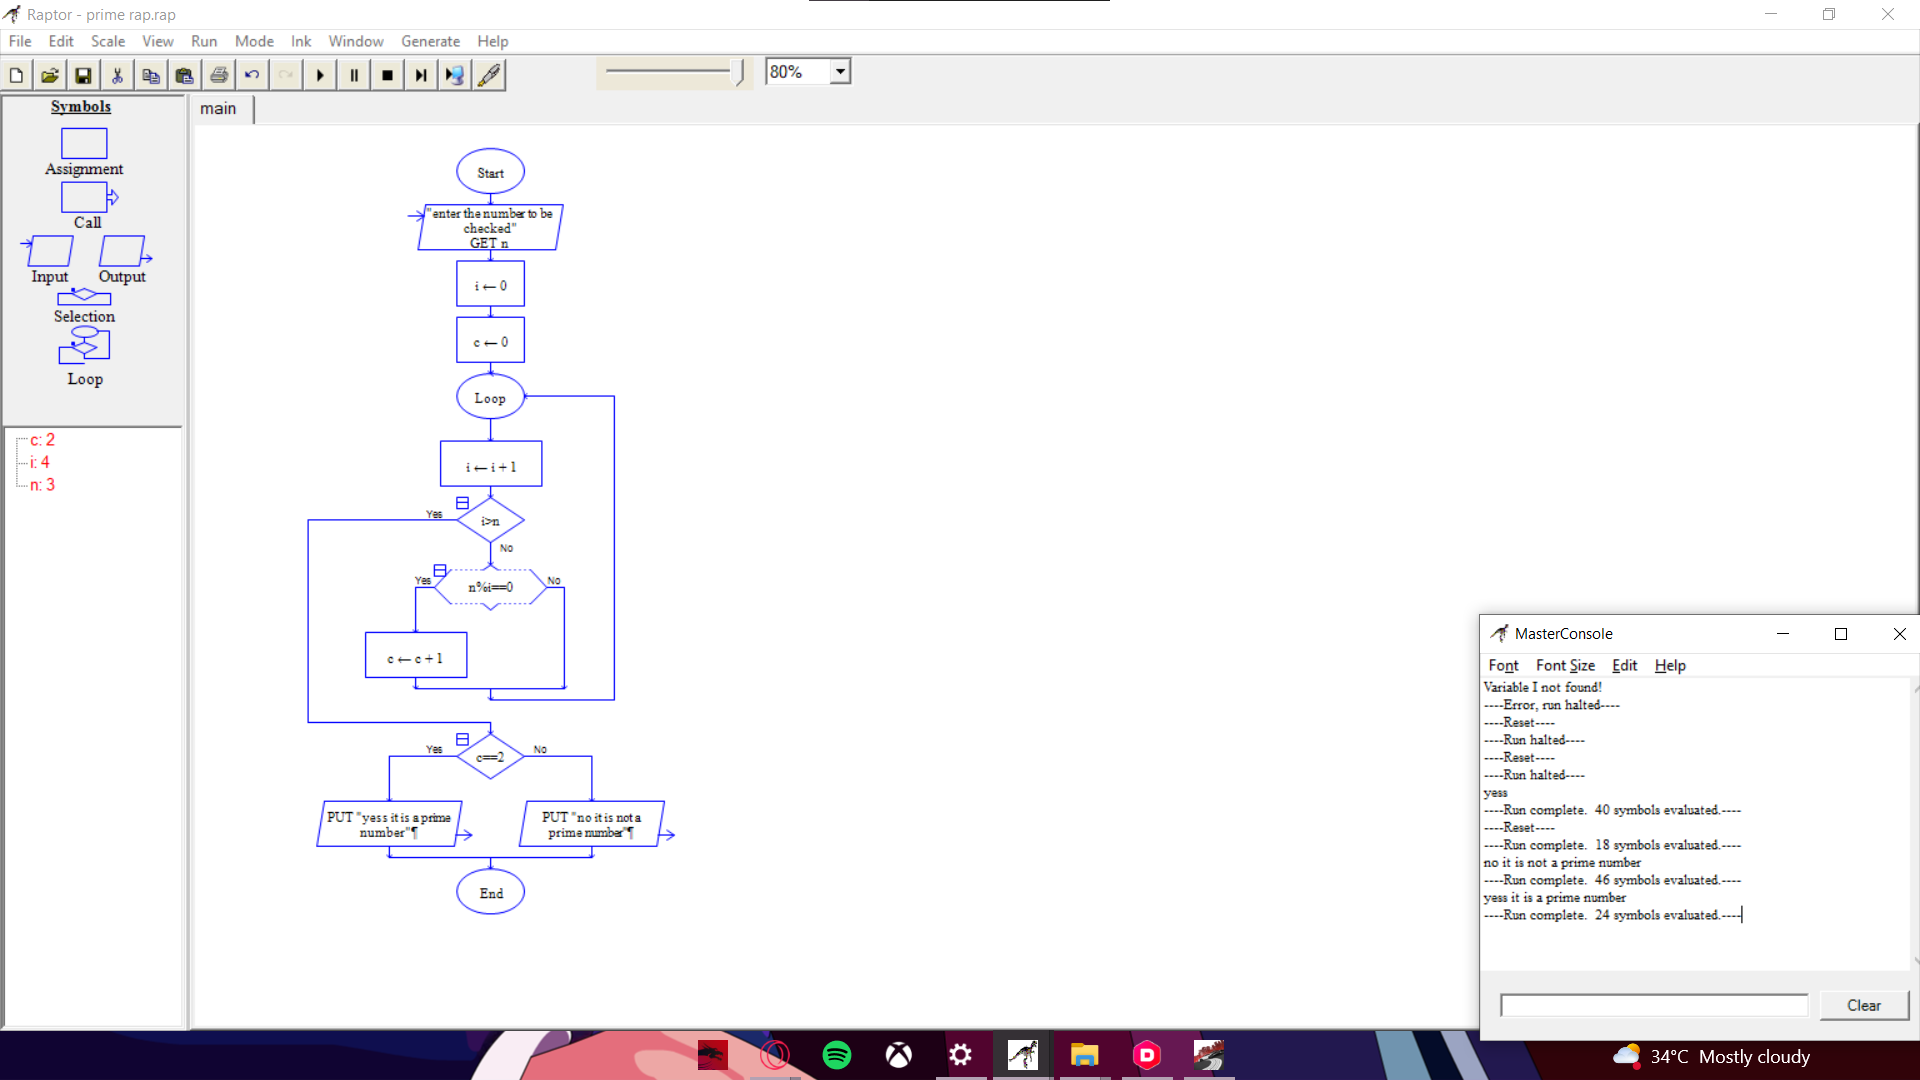 Raptor - prime rap.rap
File Edit Scale View Run Mode Ink Window Generate Help
80%
Symbols
main
Assignment
Call
Input Output
Selection
Loop
c: 2
i: 4
n: 3
Start
"enter the number to be
checked"
GET n
i ← 0
c ← 0
Loop
i ← i + 1
Yes
i>n
No
Yes
n%i==0
No
c ← c + 1
Yes
c==2
No
PUT "yess it is a prime
number"¶
PUT "no it is not a
prime number"¶
End
MasterConsole
Font Font Size Edit Help
Variable I not found!
----Error, run halted----
----Reset----
----Run halted----
----Reset----
----Run halted----
yess
----Run complete.  40 symbols evaluated.----
----Reset----
----Run complete.  18 symbols evaluated.----
no it is not a prime number
----Run complete.  46 symbols evaluated.----
yess it is a prime number
----Run complete.  24 symbols evaluated.----
Clear
34°C Mostly cloudy